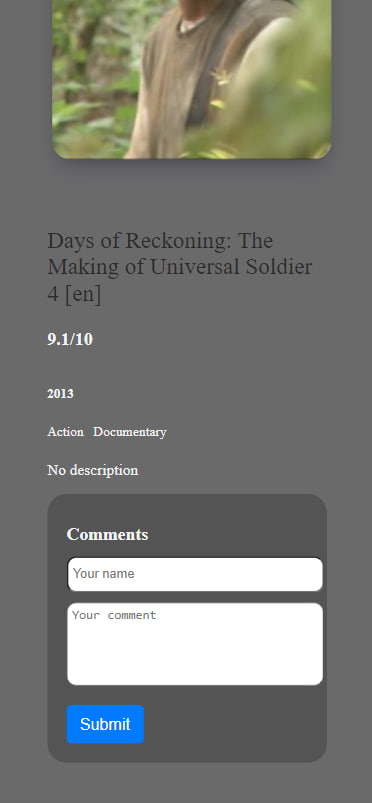 Days of Reckoning: The
Making of Universal Soldier
4 [en]
9.1/10
2013
Action Documentary
No description
Comments
Your name
Your comment
Submit